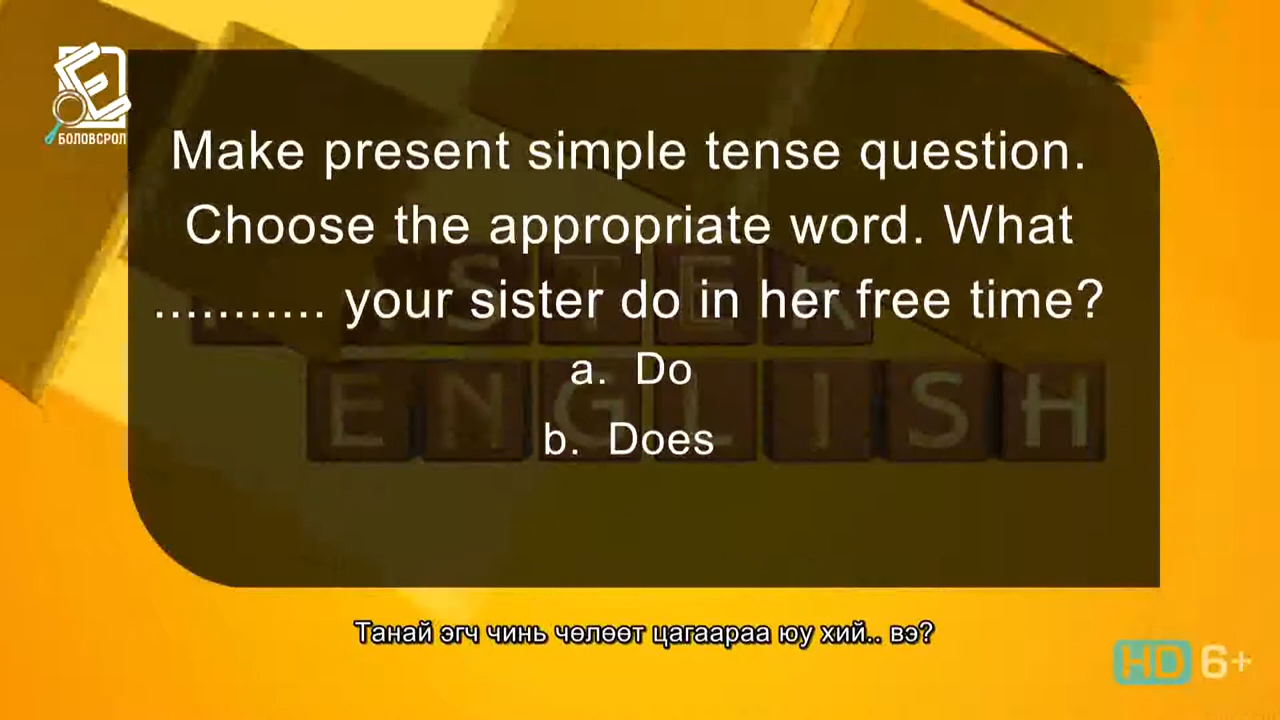 БОЛОВСРОЛ
Make present simple tense question.
Choose the appropriate word. What
........... your sister do in her free time?
a. Do
b. Does
ENGLISH
Танай эгч чинь чөлөөт цагаараа юу хий.. вэ?
HD 6+